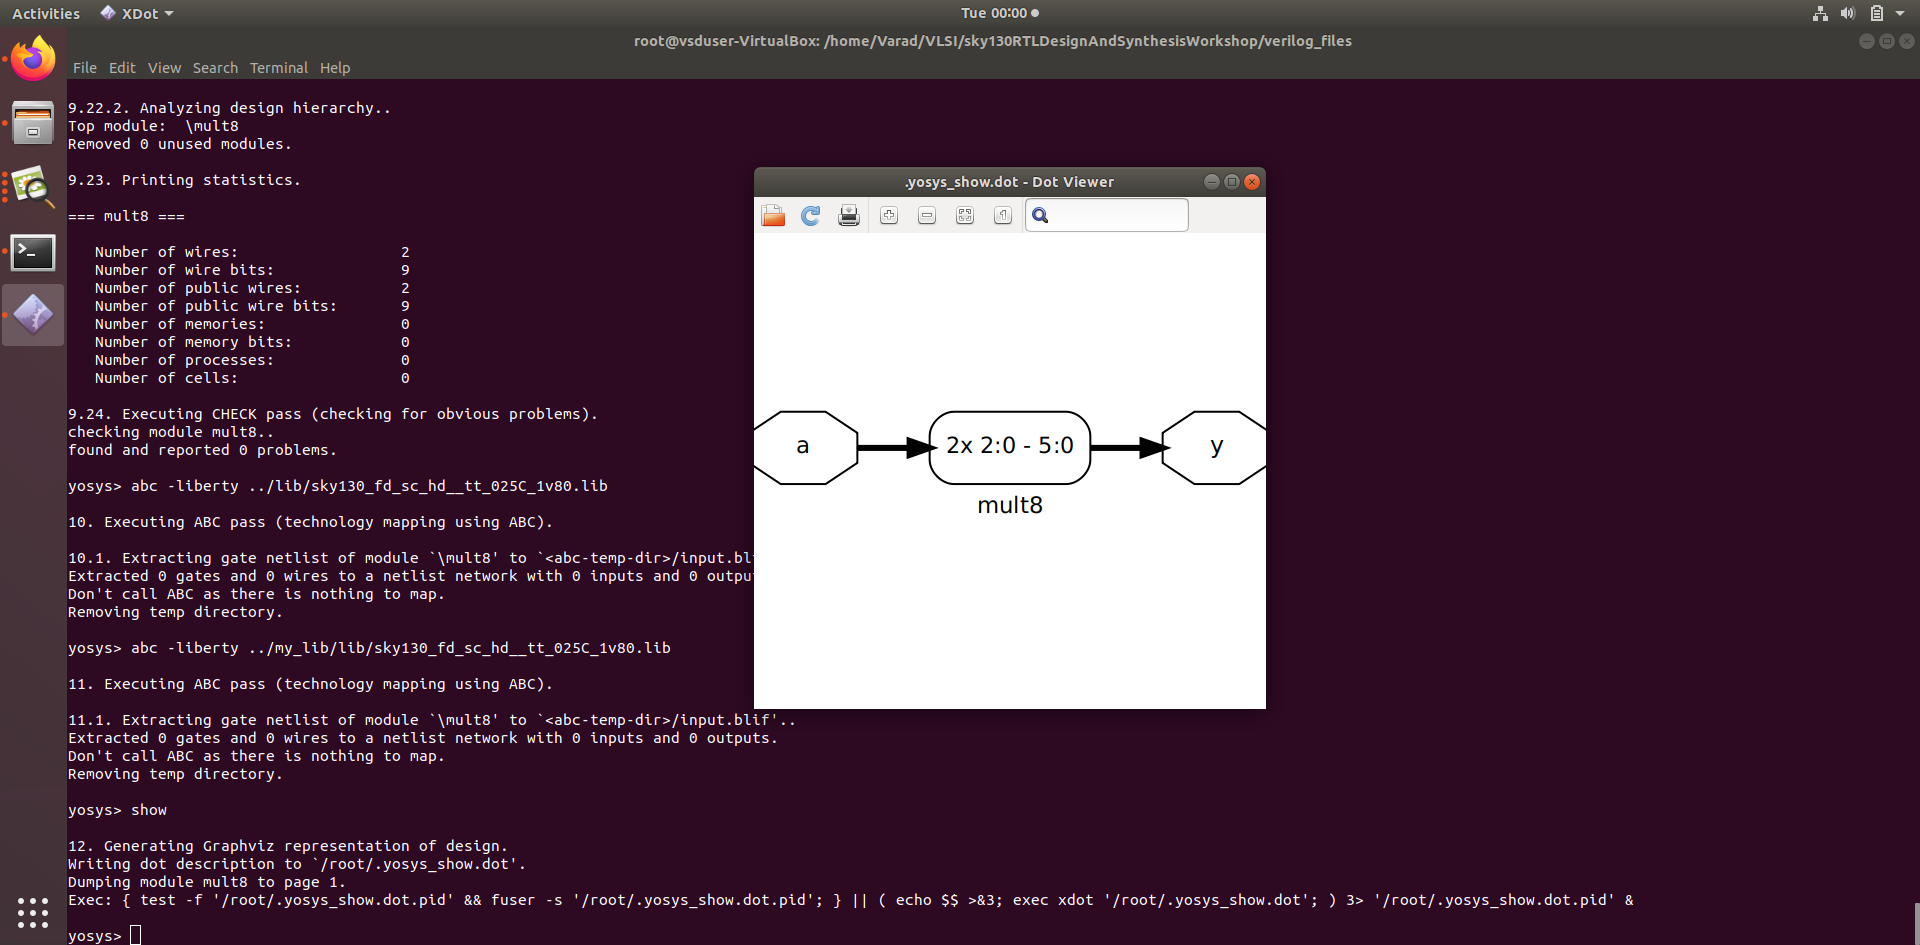 Activities XDot Tue 00:00
root@vsduser-VirtualBox: /home/Varad/VLSI/sky130RTLDesignAndSynthesisWorkshop/verilog_files
File Edit View Search Terminal Help
9.22.2. Analyzing design hierarchy..
Top module:  \mult8
Removed 0 unused modules.
9.23. Printing statistics.
=== mult8 ===
Number of wires: 2
Number of wire bits: 9
Number of public wires: 2
Number of public wire bits: 9
Number of memories: 0
Number of memory bits: 0
Number of processes: 0
Number of cells: 0
9.24. Executing CHECK pass (checking for obvious problems).
checking module mult8..
found and reported 0 problems.
yosys> abc -liberty ../lib/sky130_fd_sc_hd__tt_025C_1v80.lib
10. Executing ABC pass (technology mapping using ABC).
10.1. Extracting gate netlist of module `\mult8' to `<abc-temp-dir>/input.bli
Extracted 0 gates and 0 wires to a netlist network with 0 inputs and 0 outpu
Don't call ABC as there is nothing to map.
Removing temp directory.
yosys> abc -liberty ../my_lib/lib/sky130_fd_sc_hd__tt_025C_1v80.lib
11. Executing ABC pass (technology mapping using ABC).
11.1. Extracting gate netlist of module `\mult8' to `<abc-temp-dir>/input.blif'..
Extracted 0 gates and 0 wires to a netlist network with 0 inputs and 0 outputs.
Don't call ABC as there is nothing to map.
Removing temp directory.
yosys> show
12. Generating Graphviz representation of design.
Writing dot description to `/root/.yosys_show.dot'.
Dumping module mult8 to page 1.
Exec: { test -f '/root/.yosys_show.dot.pid' && fuser -s '/root/.yosys_show.dot.pid'; } || ( echo $$ >&3; exec xdot '/root/.yosys_show.dot'; ) 3> '/root/.yosys_show.dot.pid' &
yosys>
.yosys_show.dot - Dot Viewer
a 2x 2:0 - 5:0 y
mult8